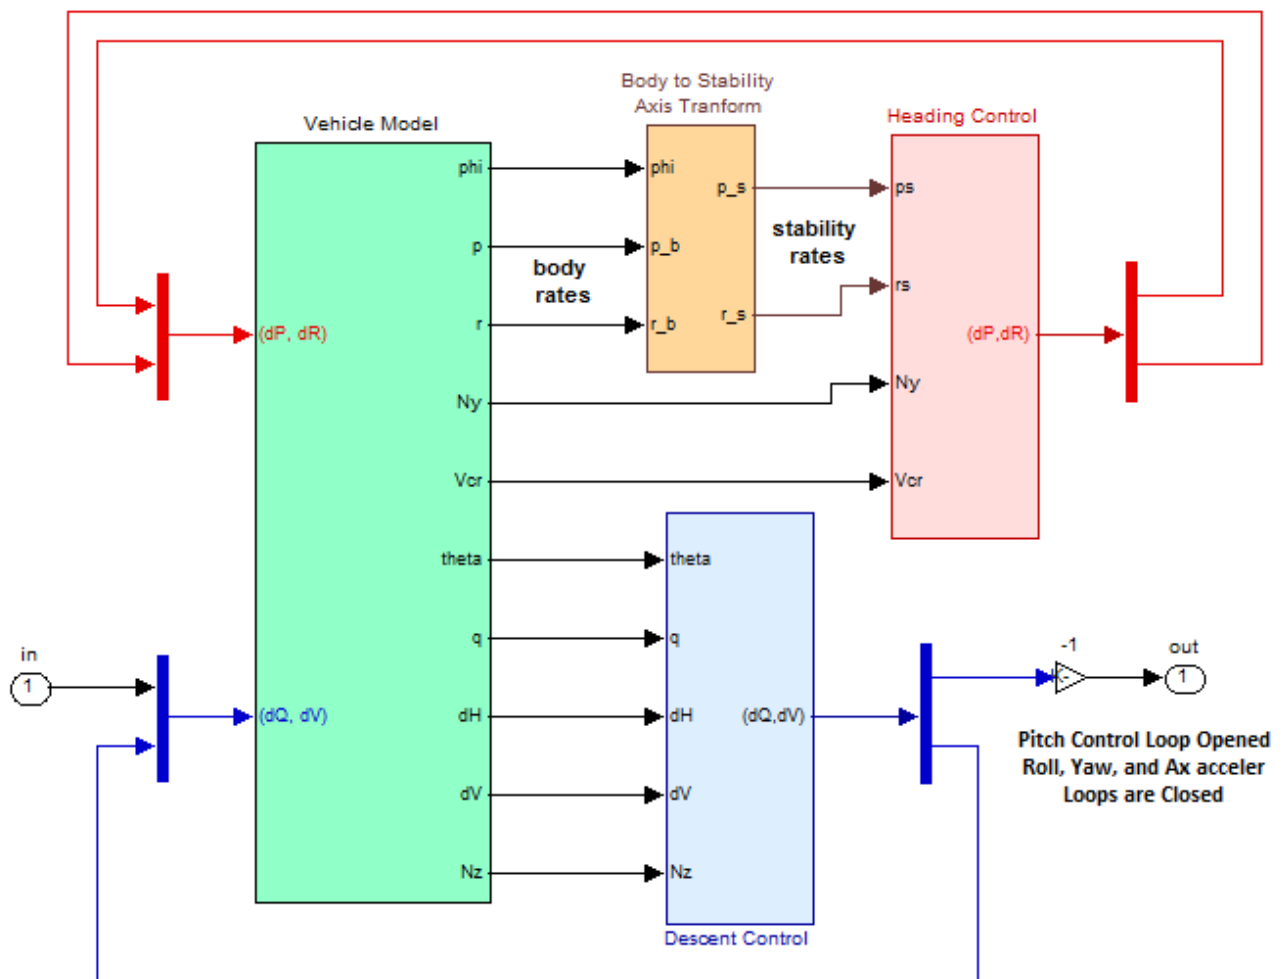 Body to Stability
Axis Tranform
Vehicle Model
Heading Control
phi
p
r
Ny
Vcr
theta
q
dH
dV
Nz
(dP, dR)
(dQ, dV)
body
rates
phi
p_b
r_b
p_s
r_s
stability
rates
ps
rs
Ny
Vcr
(dP,dR)
in
1
theta
q
dH
dV
Nz
(dQ,dV)
Descent Control
-1
out
1
Pitch Control Loop Opened
Roll, Yaw, and Ax acceler
Loops are Closed